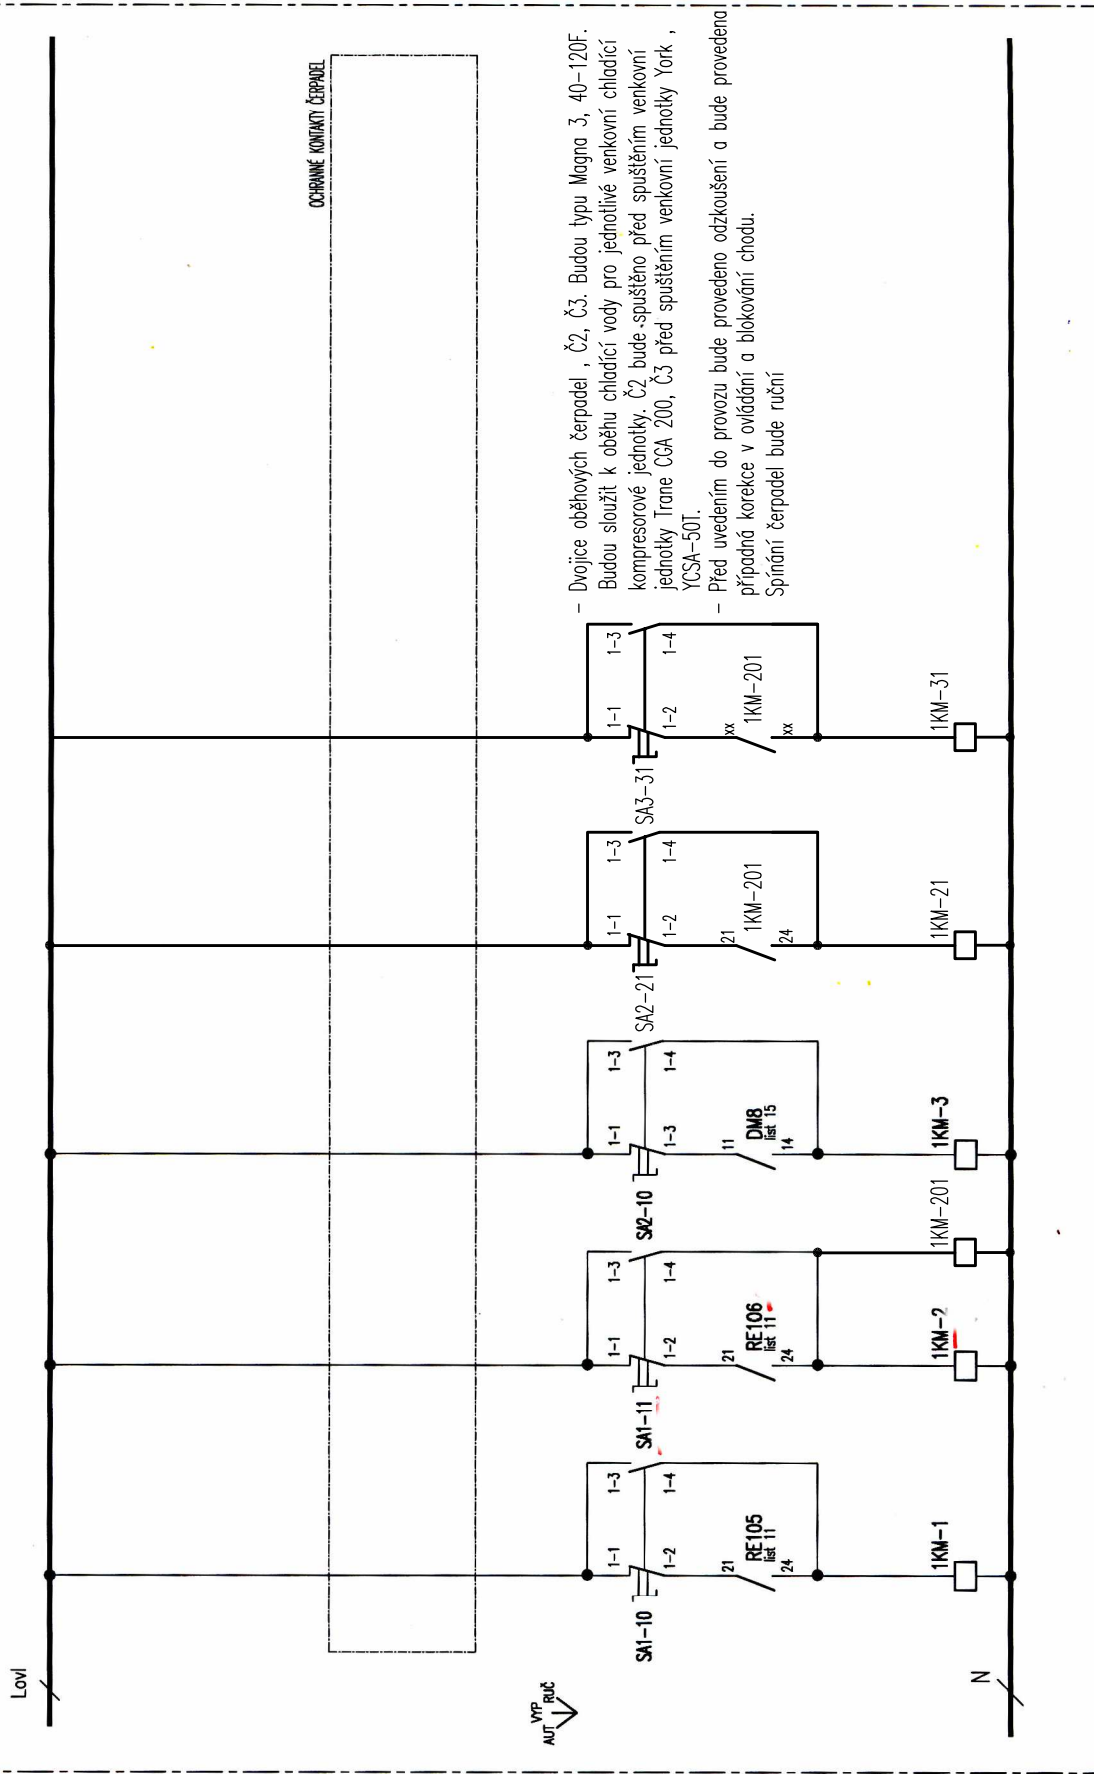 Lovl
OCHRANNÉ KONTAKTY ČERPADEL
AUT VYP RUČ
SA1-10
1-1
1-3
1-2
1-4
21
RE105
list 11
24
1KM-1
SA1-11
1-1
1-3
1-2
1-4
21
RE106
list 11
24
1KM-2
1KM-201
SA2-10
1-1
1-3
1-3
1-4
11
DM8
list 15
14
1KM-3
SA2-21
1-1
1-3
1-2
1-4
21
1KM-201
24
1KM-21
SA3-31
1-1
1-3
1-2
1-4
xx
1KM-201
xx
1KM-31
N
- Dvojice oběhových čerpadel , Č2, Č3. Budou typu Magna 3, 40-120F.
Budou sloužit k oběhu chladící vody pro jednotlivé venkovní chladící
kompresorové jednotky. Č2 bude spuštěno před spuštěním venkovní
jednotky Trane CGA 200, Č3 před spuštěním venkovní jednotky York ,
YCSA-50T.
- Před uvedením do provozu bude provedeno odzkoušení a bude provedena
případná korekce v ovládání a blokování chodu.
Spínání čerpadel bude ruční